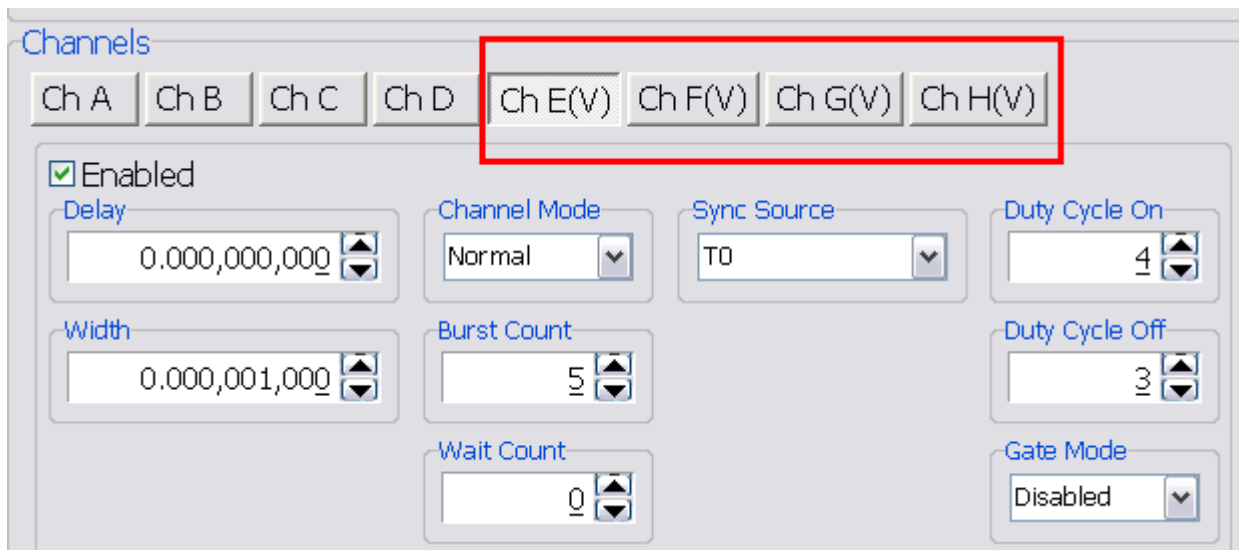 Channels
Ch A Ch B Ch C Ch D Ch E(V) Ch F(V) Ch G(V) Ch H(V)
Enabled
Delay Channel Mode Sync Source Duty Cycle On
0.000,000,000 Normal T0 4
Width Burst Count Duty Cycle Off
0.000,001,000 5 3
Wait Count Gate Mode
0 Disabled